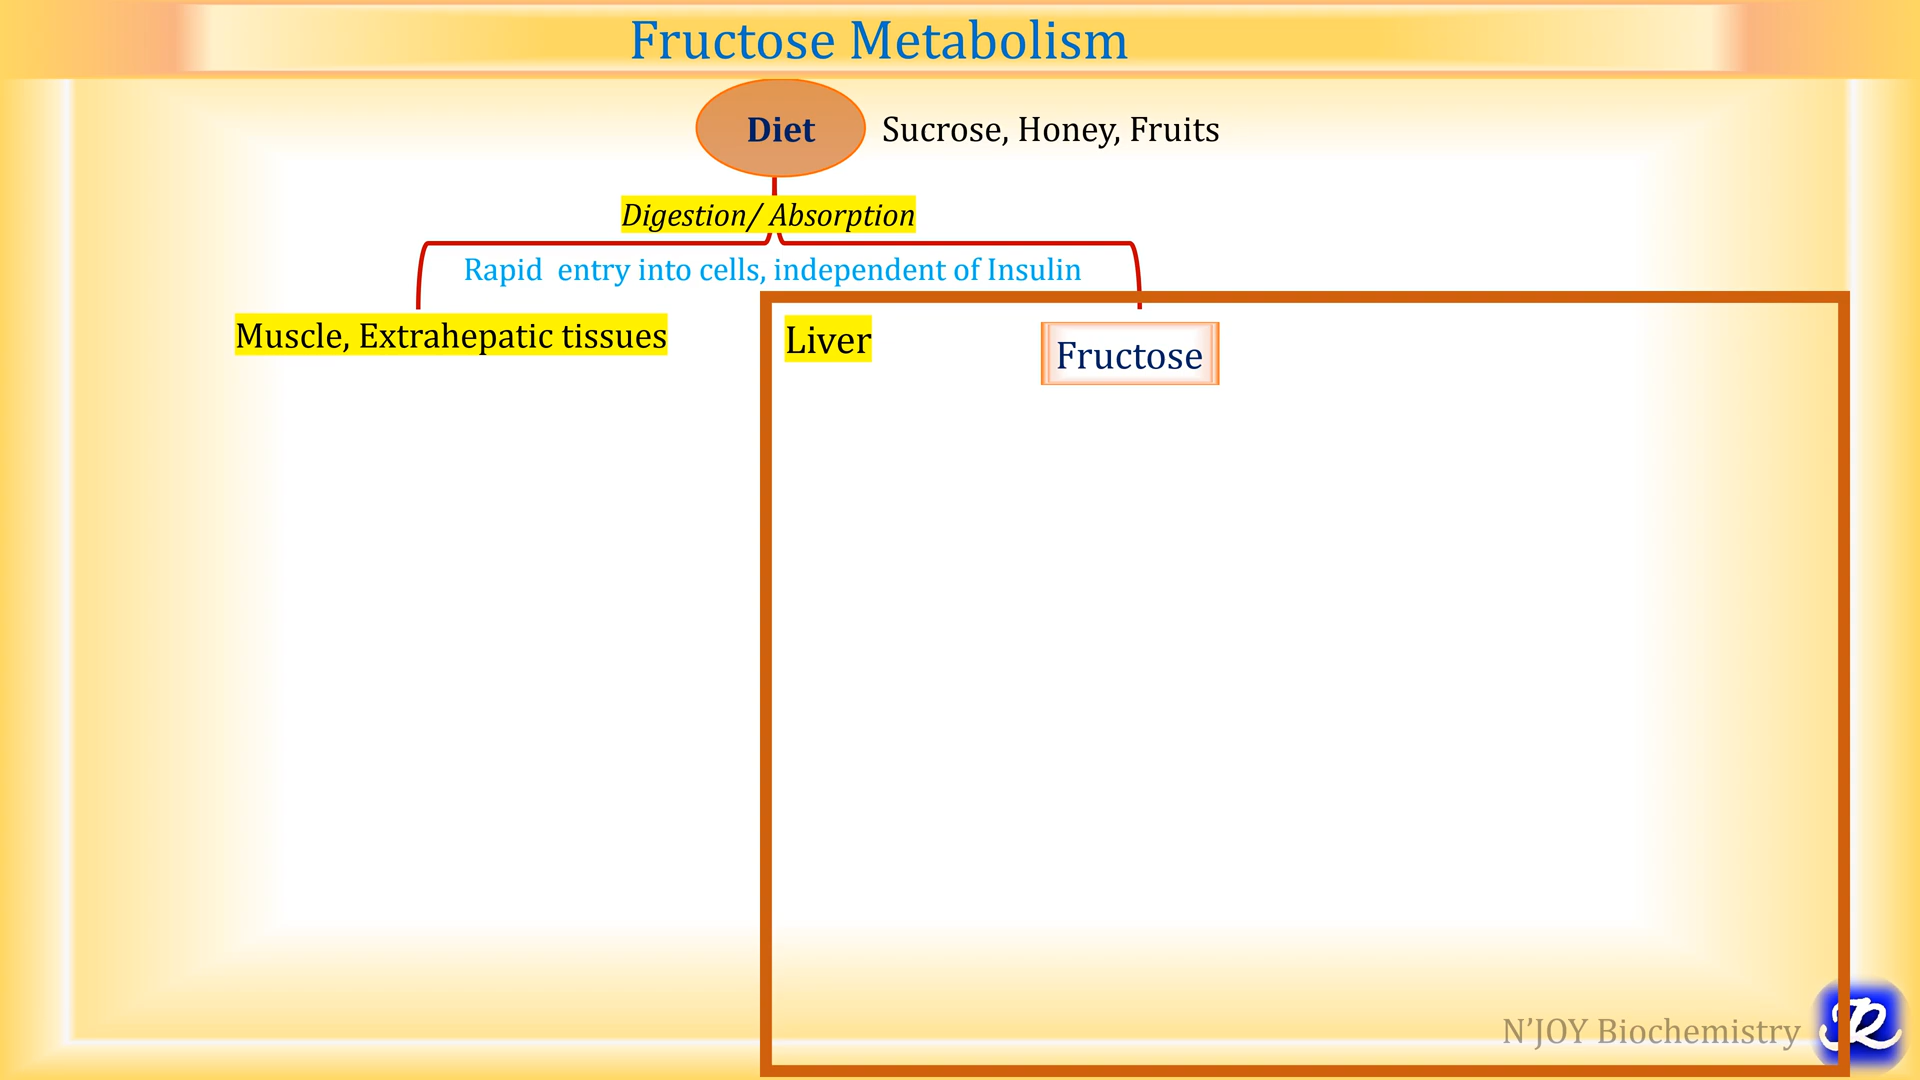 Fructose Metabolism
Diet
Sucrose, Honey, Fruits
Digestion/ Absorption
Rapid entry into cells, independent of Insulin
Muscle, Extrahepatic tissues
Liver
Fructose
N’JOY Biochemistry
R